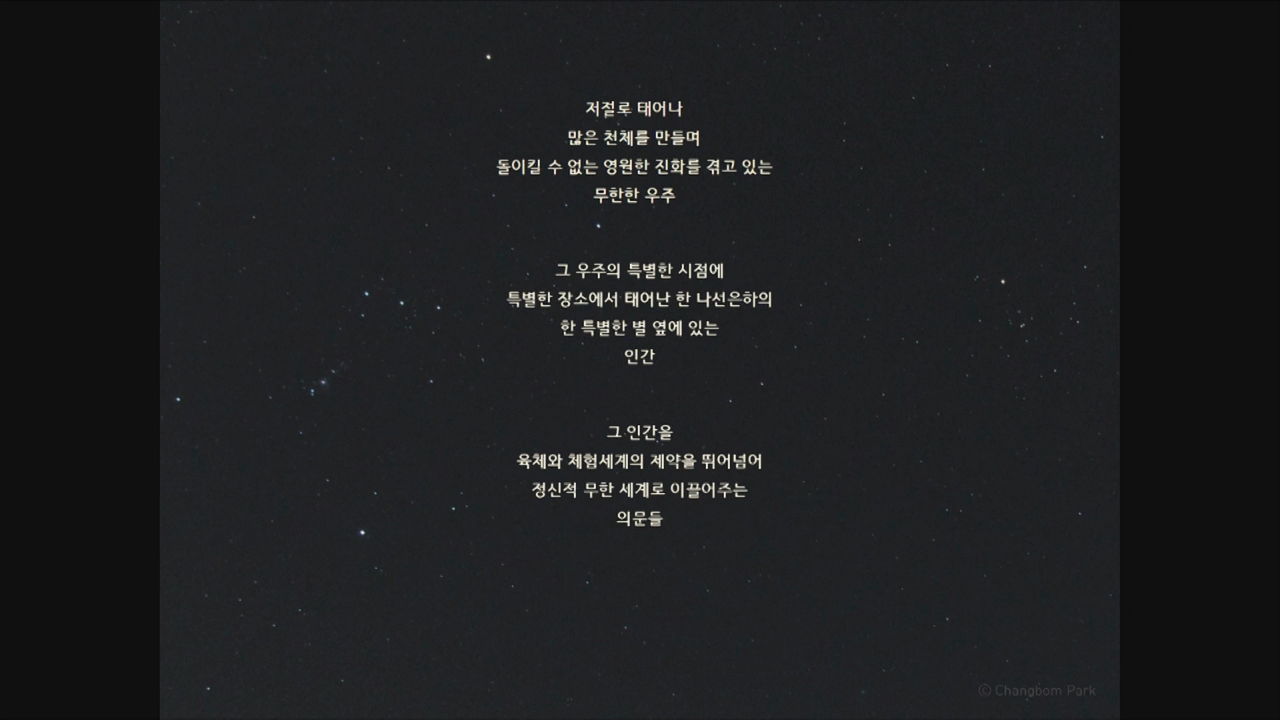 저절로 태어나
많은 천체를 만들며
돌이킬 수 없는 영원한 진화를 겪고 있는
무한한 우주
그 우주의 특별한 시점에
특별한 장소에서 태어난 한 나선은하의
한 특별한 별 옆에 있는
인간
그 인간을
육체와 체험세계의 제약을 뛰어넘어
정신적 무한 세계로 이끌어주는
의문들
© Changbom Park